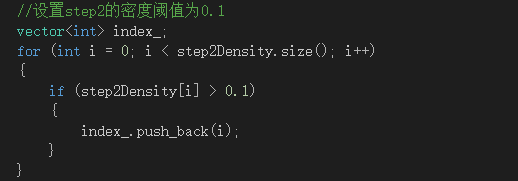 //设置step2的密度阈值为0.1
vector<int> index_;
for (int i = 0; i < step2Density.size(); i++)
{
if (step2Density[i] > 0.1)
{
index_.push_back(i);
}
}